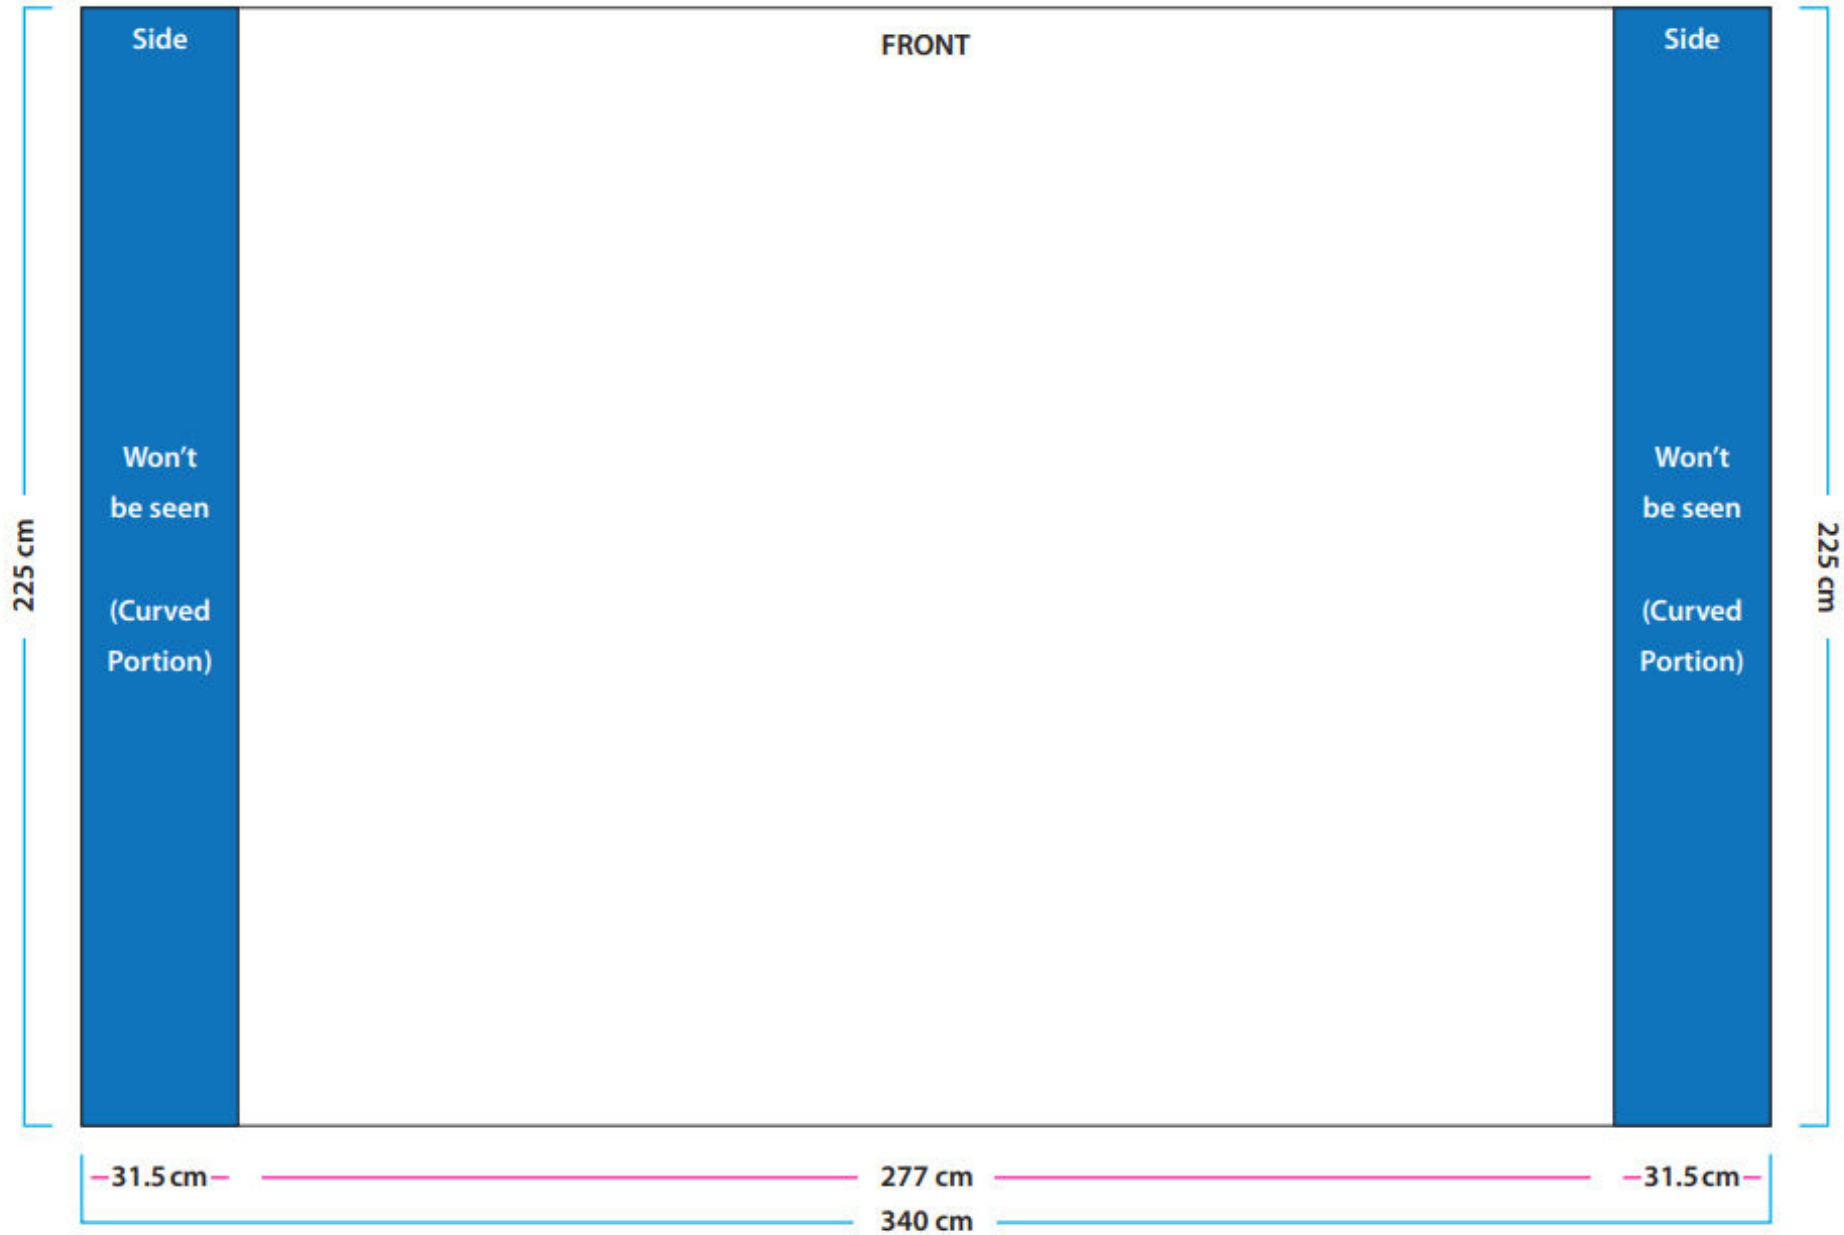 Side
FRONT
Side
Won't
be seen
(Curved
Portion)
Won't
be seen
(Curved
Portion)
225 cm
225 cm
31.5 cm
277 cm
31.5 cm
340 cm